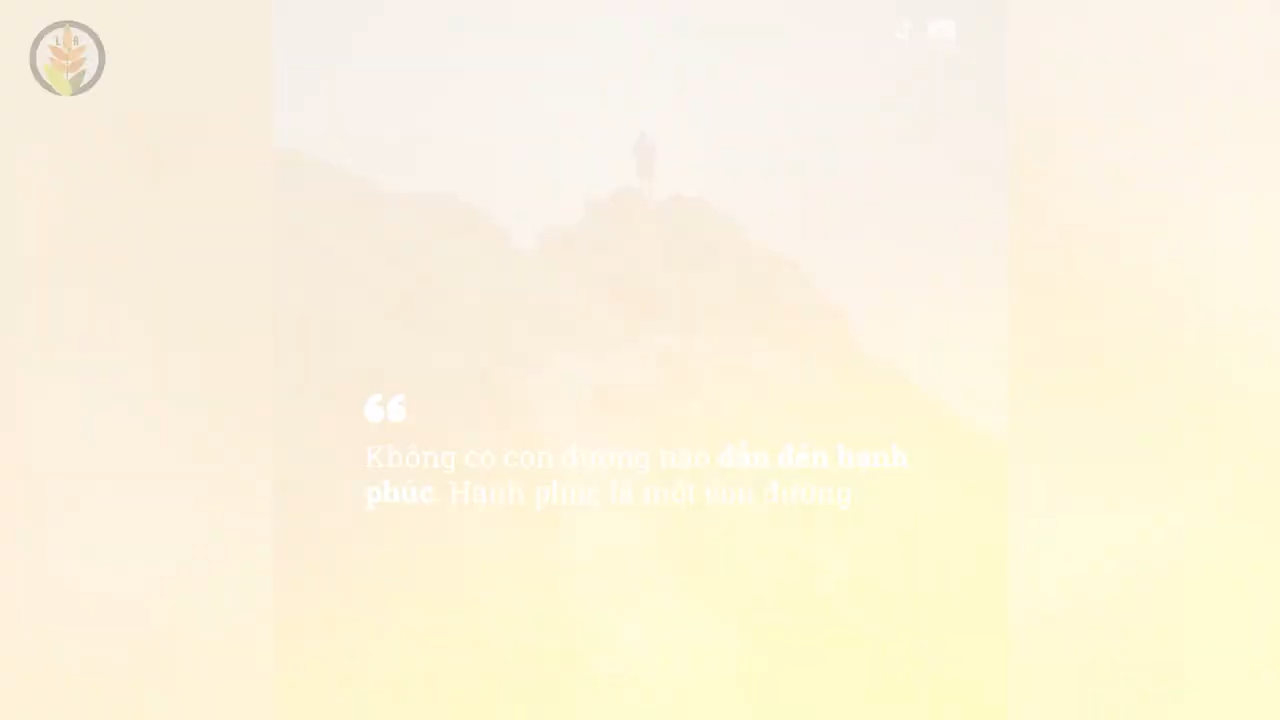 L A
“
Không có con đường nào dẫn đến hạnh
phúc. Hạnh phúc là một con đường